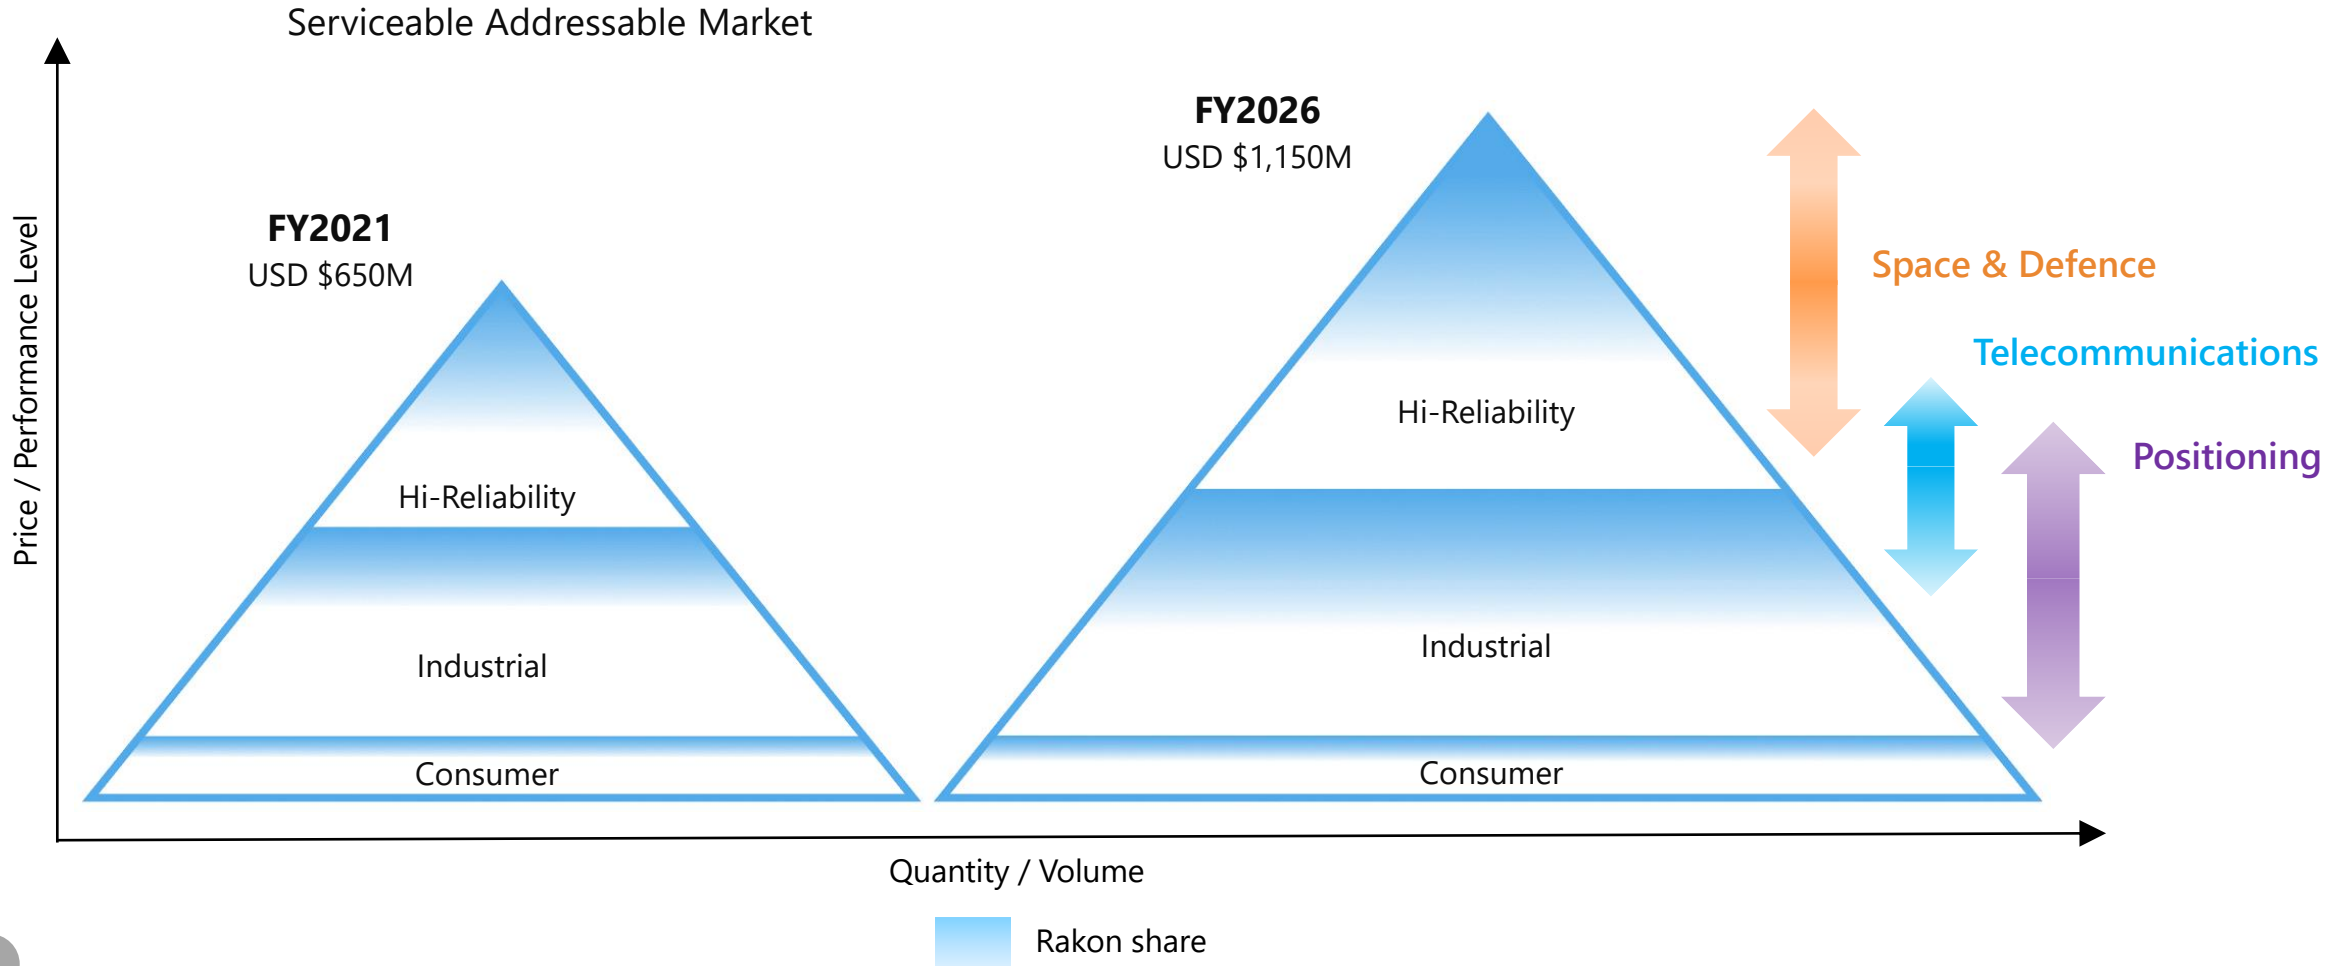 Serviceable Addressable Market
Price / Performance Level
FY2021
USD $650M
Hi-Reliability
Industrial
Consumer
FY2026
USD $1,150M
Hi-Reliability
Industrial
Consumer
Space & Defence
Telecommunications
Positioning
Quantity / Volume
Rakon share